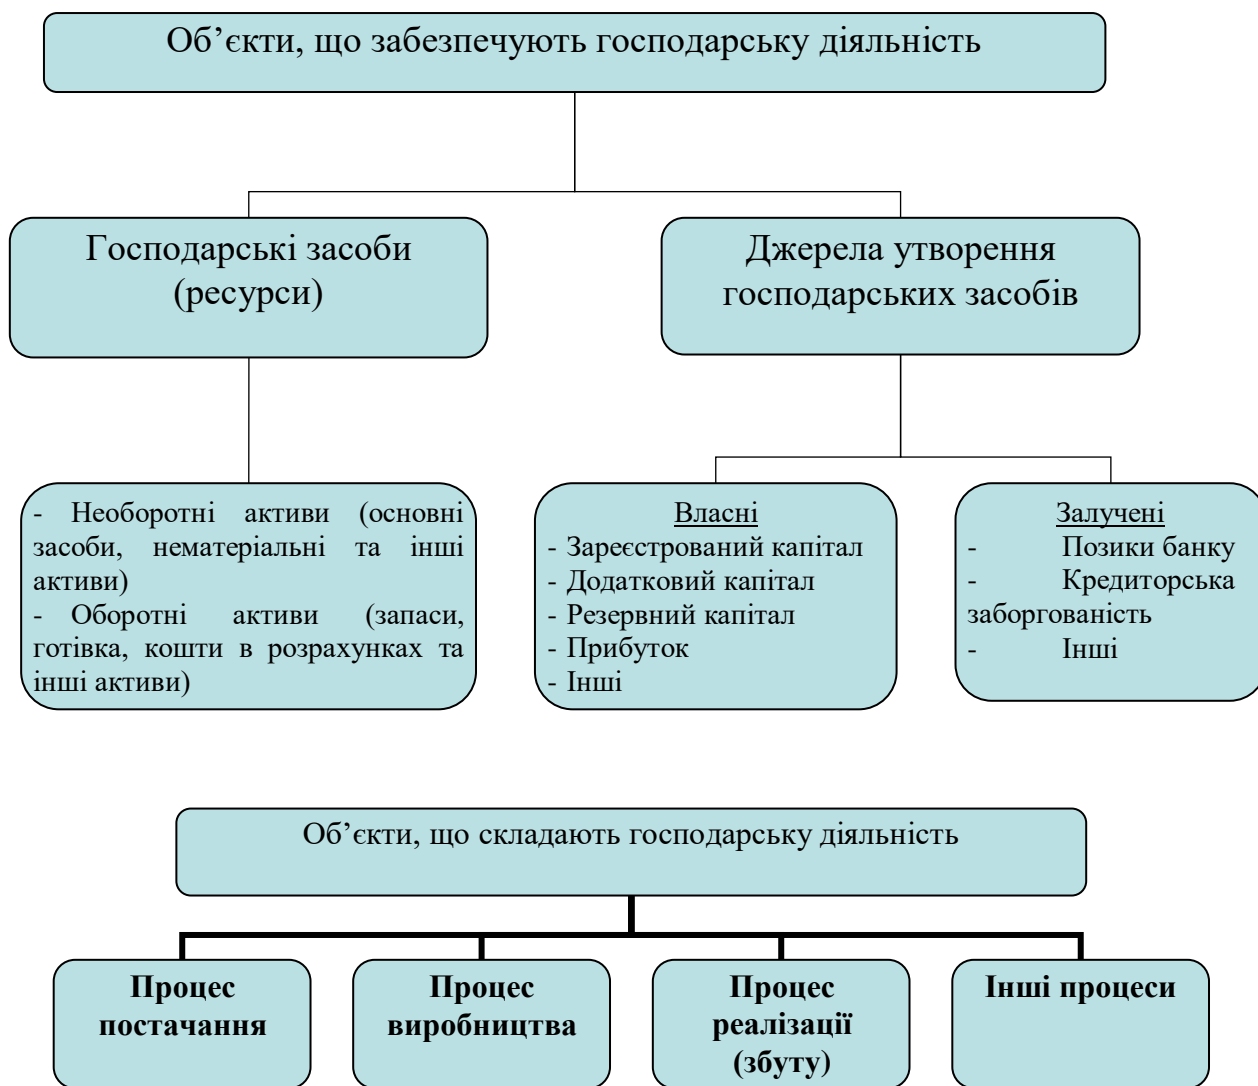 Об’єкти, що забезпечують господарську діяльність
Господарські засоби
(ресурси)
Джерела утворення
господарських засобів
- Необоротні активи (основні
засоби, нематеріальні та інші
активи)
- Оборотні активи (запаси,
готівка, кошти в розрахунках та
інші активи)
Власні
- Зареєстрований капітал
- Додатковий капітал
- Резервний капітал
- Прибуток
- Інші
Залучені
- Позики банку
- Кредиторська
заборгованість
- Інші
Об’єкти, що складають господарську діяльність
Процес
постачання
Процес
виробництва
Процес
реалізації
(збуту)
Інші процеси